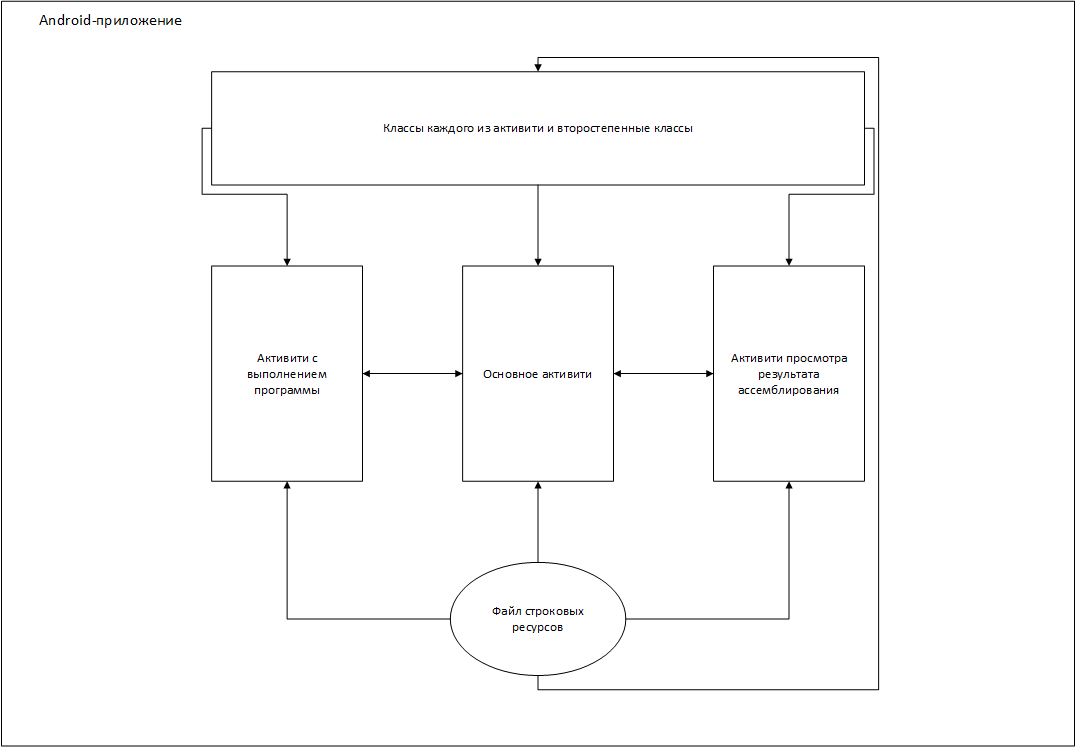 Android-приложение
Классы каждого из активити и второстепенные классы
Активити с
выполнением
программы
Основное активити
Активити просмотра
результата
ассемблирования
Файл строковых
ресурсов